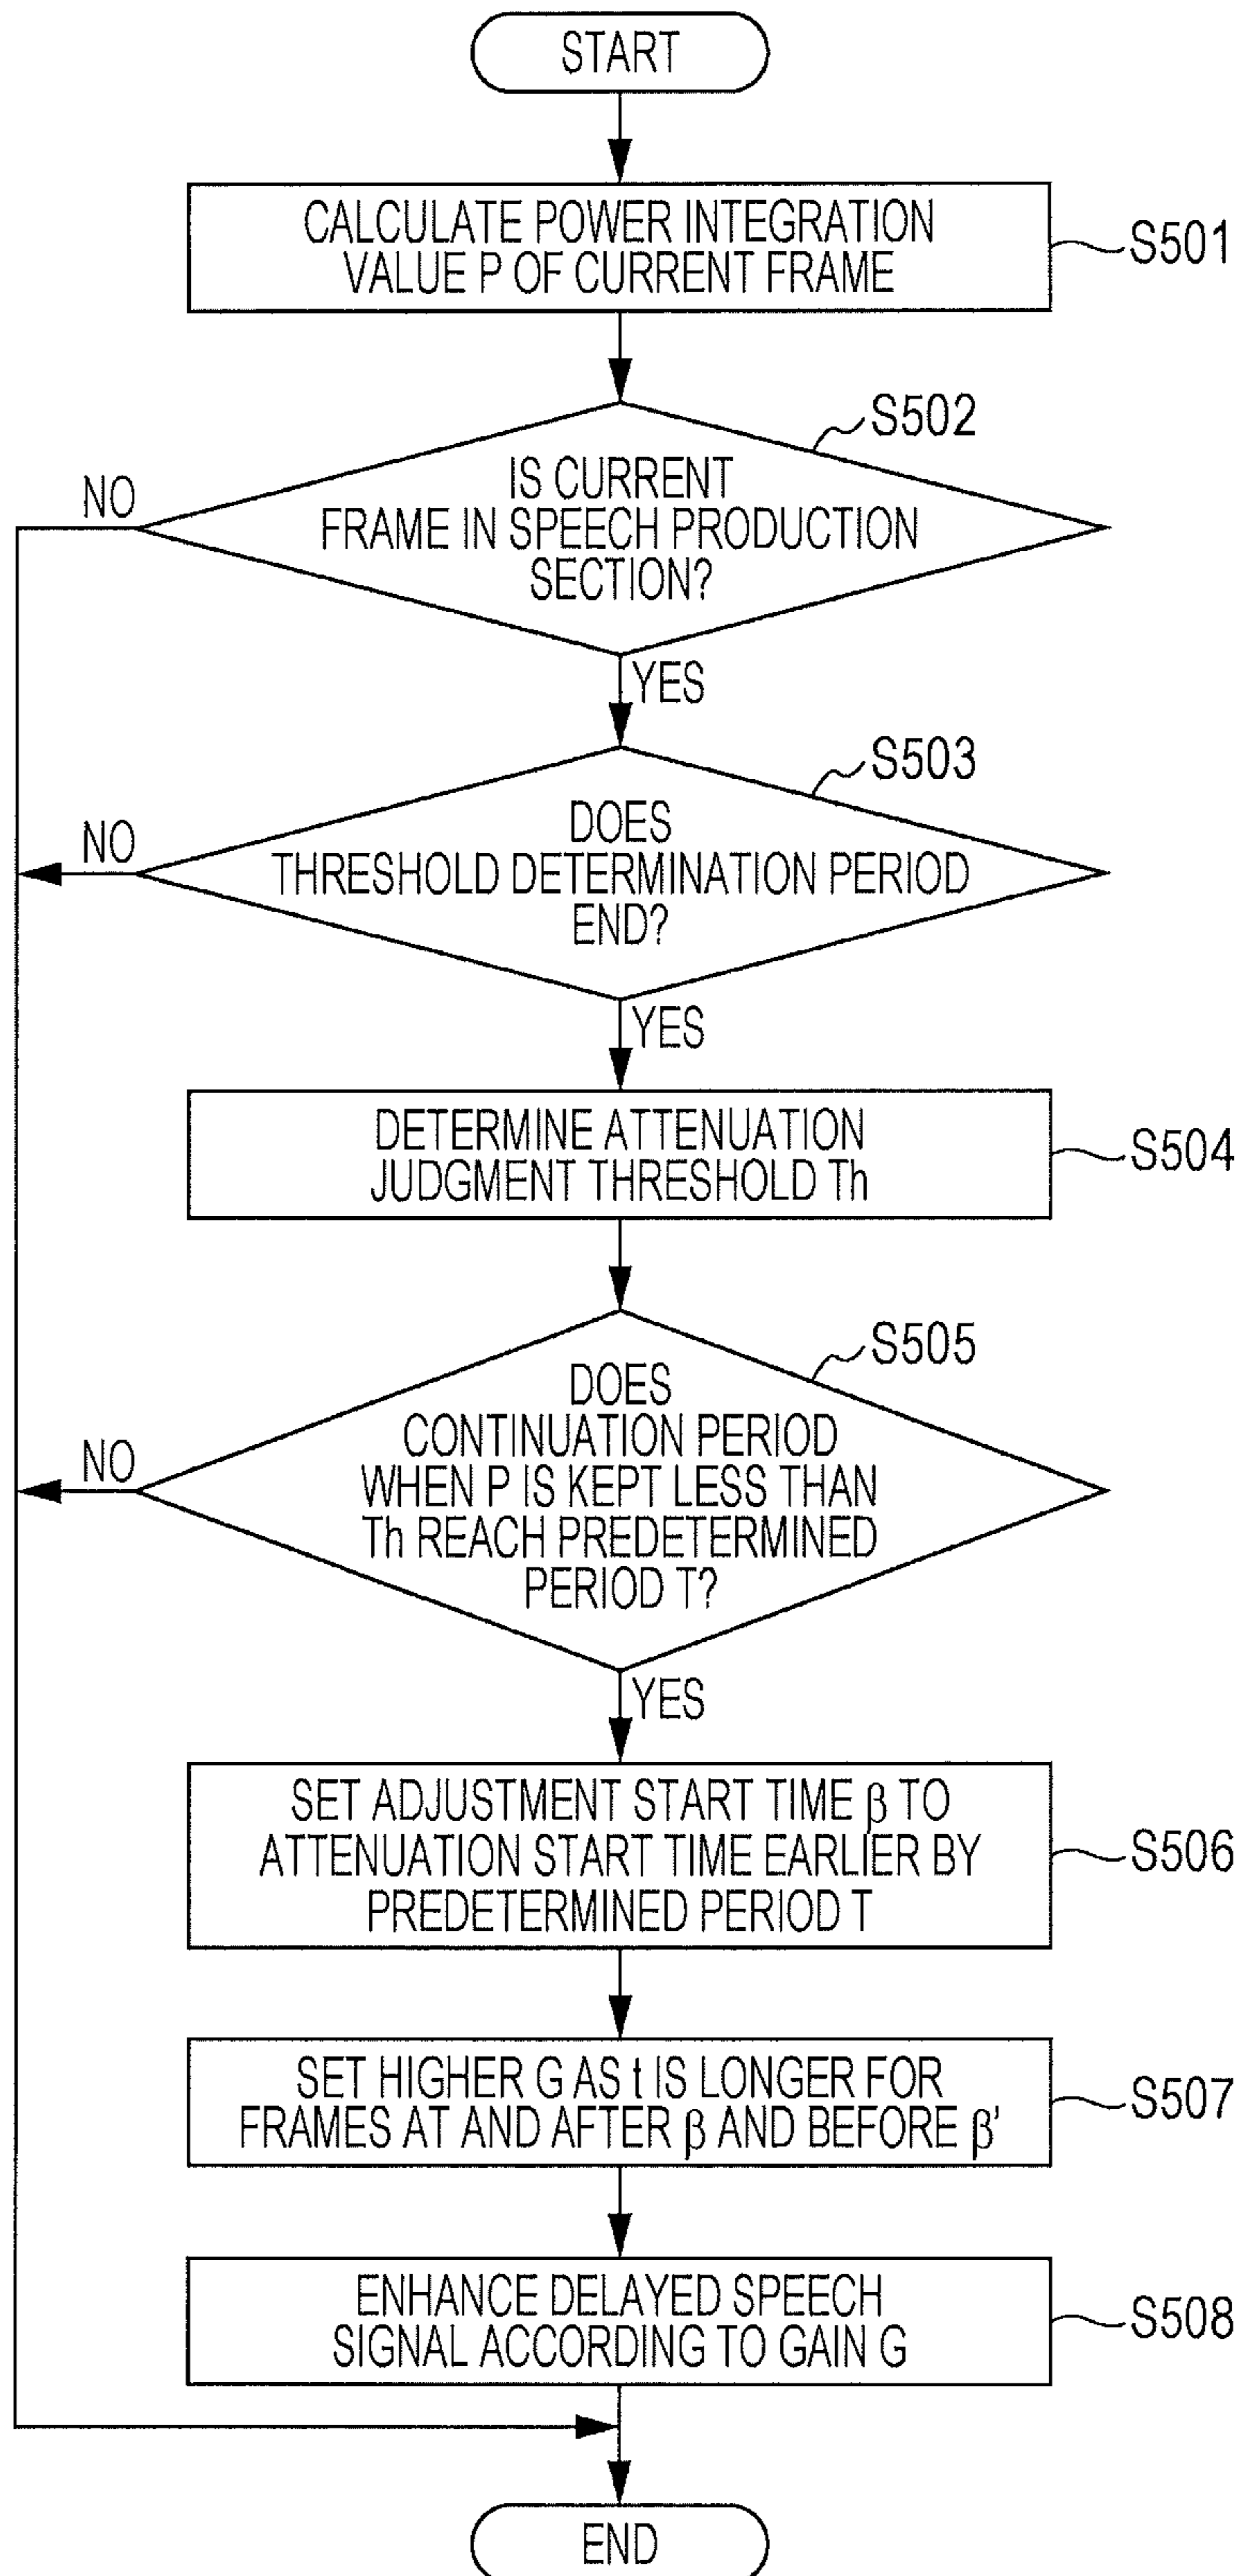 START
CALCULATE POWER INTEGRATION
VALUE P OF CURRENT FRAME
S501
S502
IS CURRENT
FRAME IN SPEECH PRODUCTION
SECTION?
NO
YES
S503
DOES
THRESHOLD DETERMINATION PERIOD
END?
NO
YES
DETERMINE ATTENUATION
JUDGMENT THRESHOLD Th
S504
S505
DOES
CONTINUATION PERIOD
WHEN P IS KEPT LESS THAN
Th REACH PREDETERMINED
PERIOD T?
NO
YES
SET ADJUSTMENT START TIME β TO
ATTENUATION START TIME EARLIER BY
PREDETERMINED PERIOD T
S506
SET HIGHER G AS t IS LONGER FOR
FRAMES AT AND AFTER β AND BEFORE β'
S507
ENHANCE DELAYED SPEECH
SIGNAL ACCORDING TO GAIN G
S508
END